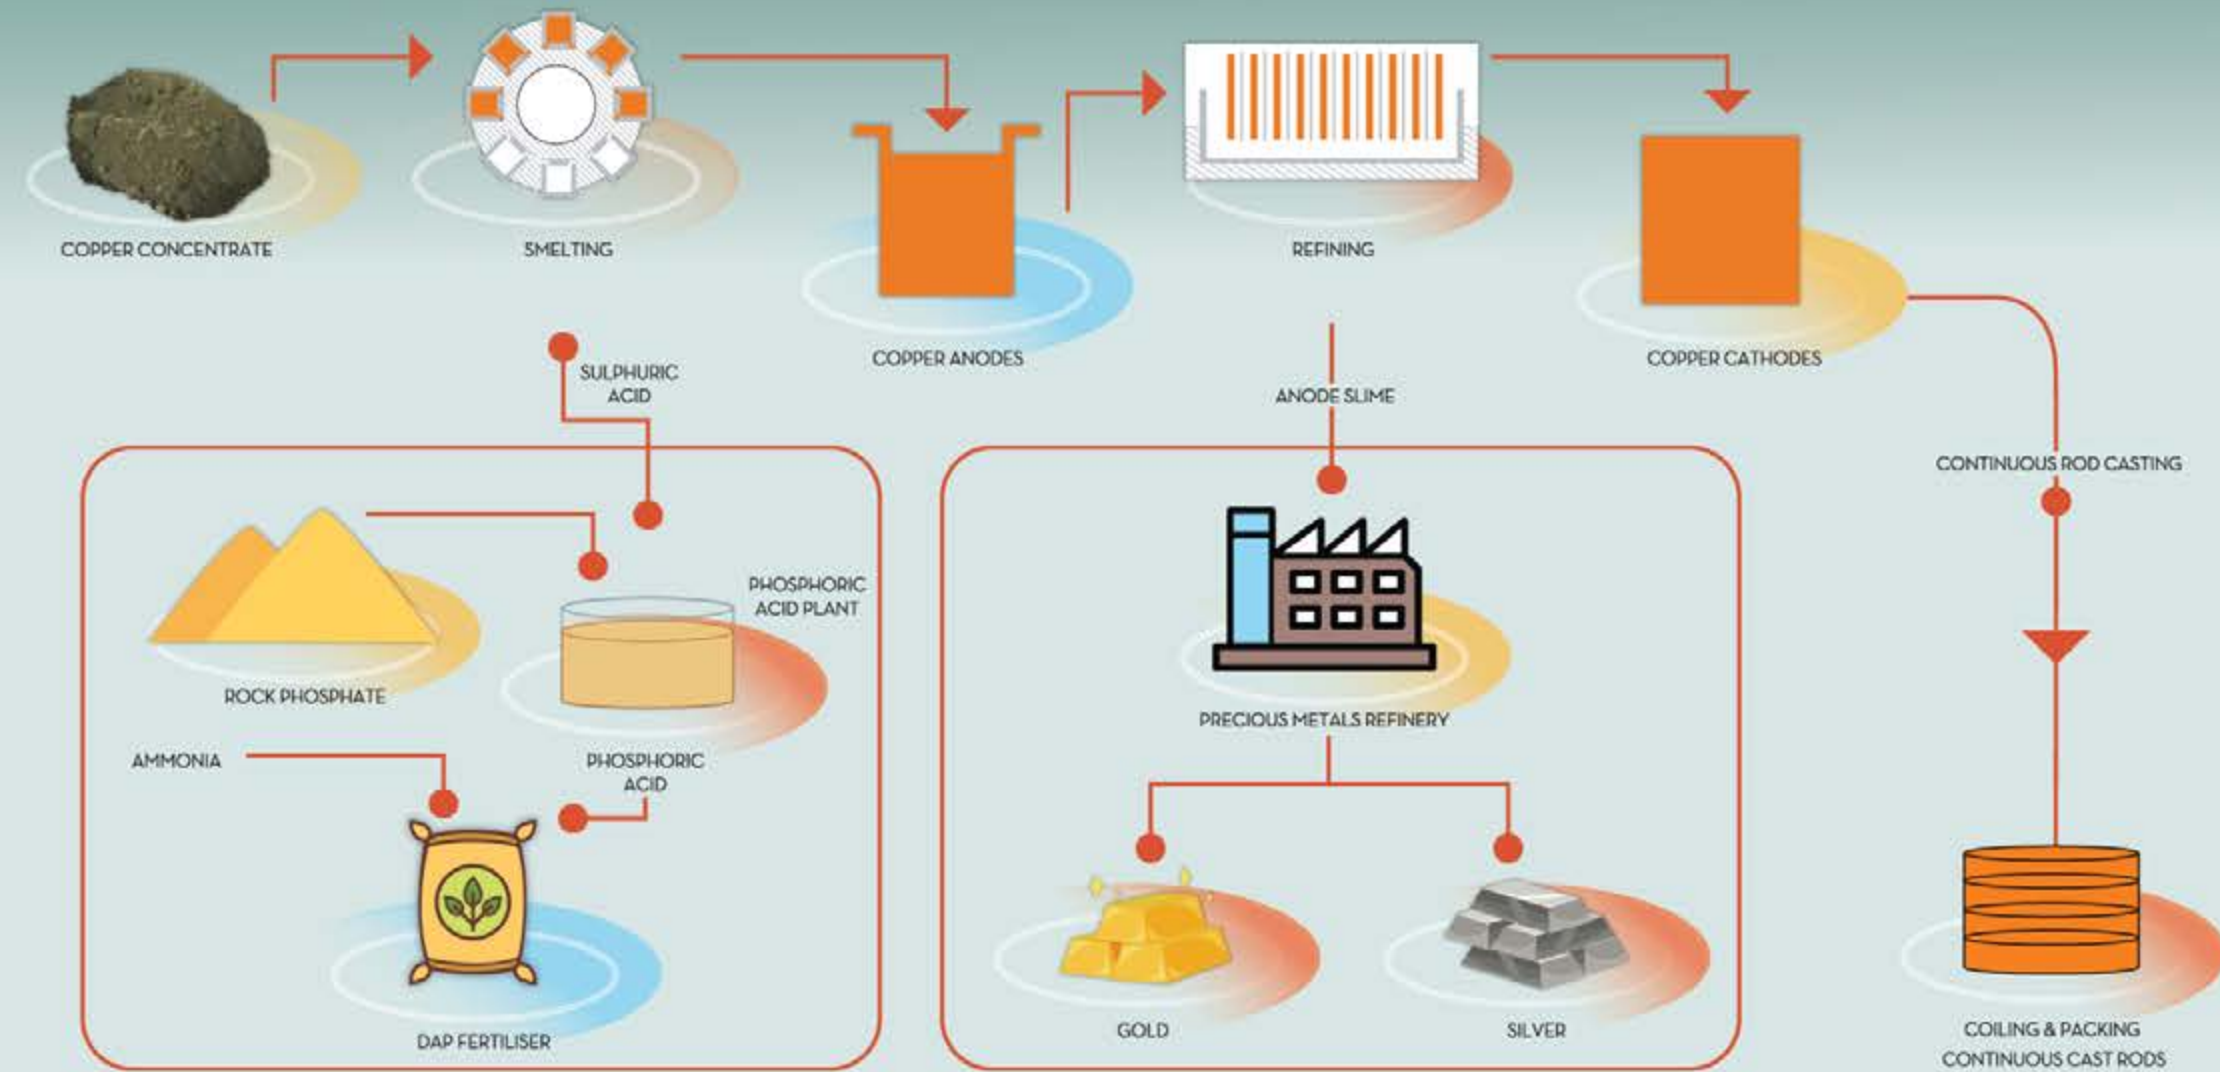 COPPER CONCENTRATE
SMELTING
COPPER ANODES
REFINING
COPPER CATHODES
SULPHURIC
ACID
ANODE SLIME
CONTINUOUS ROD CASTING
ROCK PHOSPHATE
PHOSPHORIC
ACID PLANT
AMMONIA
PHOSPHORIC
ACID
DAP FERTILISER
PRECIOUS METALS REFINERY
GOLD
SILVER
COILING & PACKING
CONTINUOUS CAST RODS